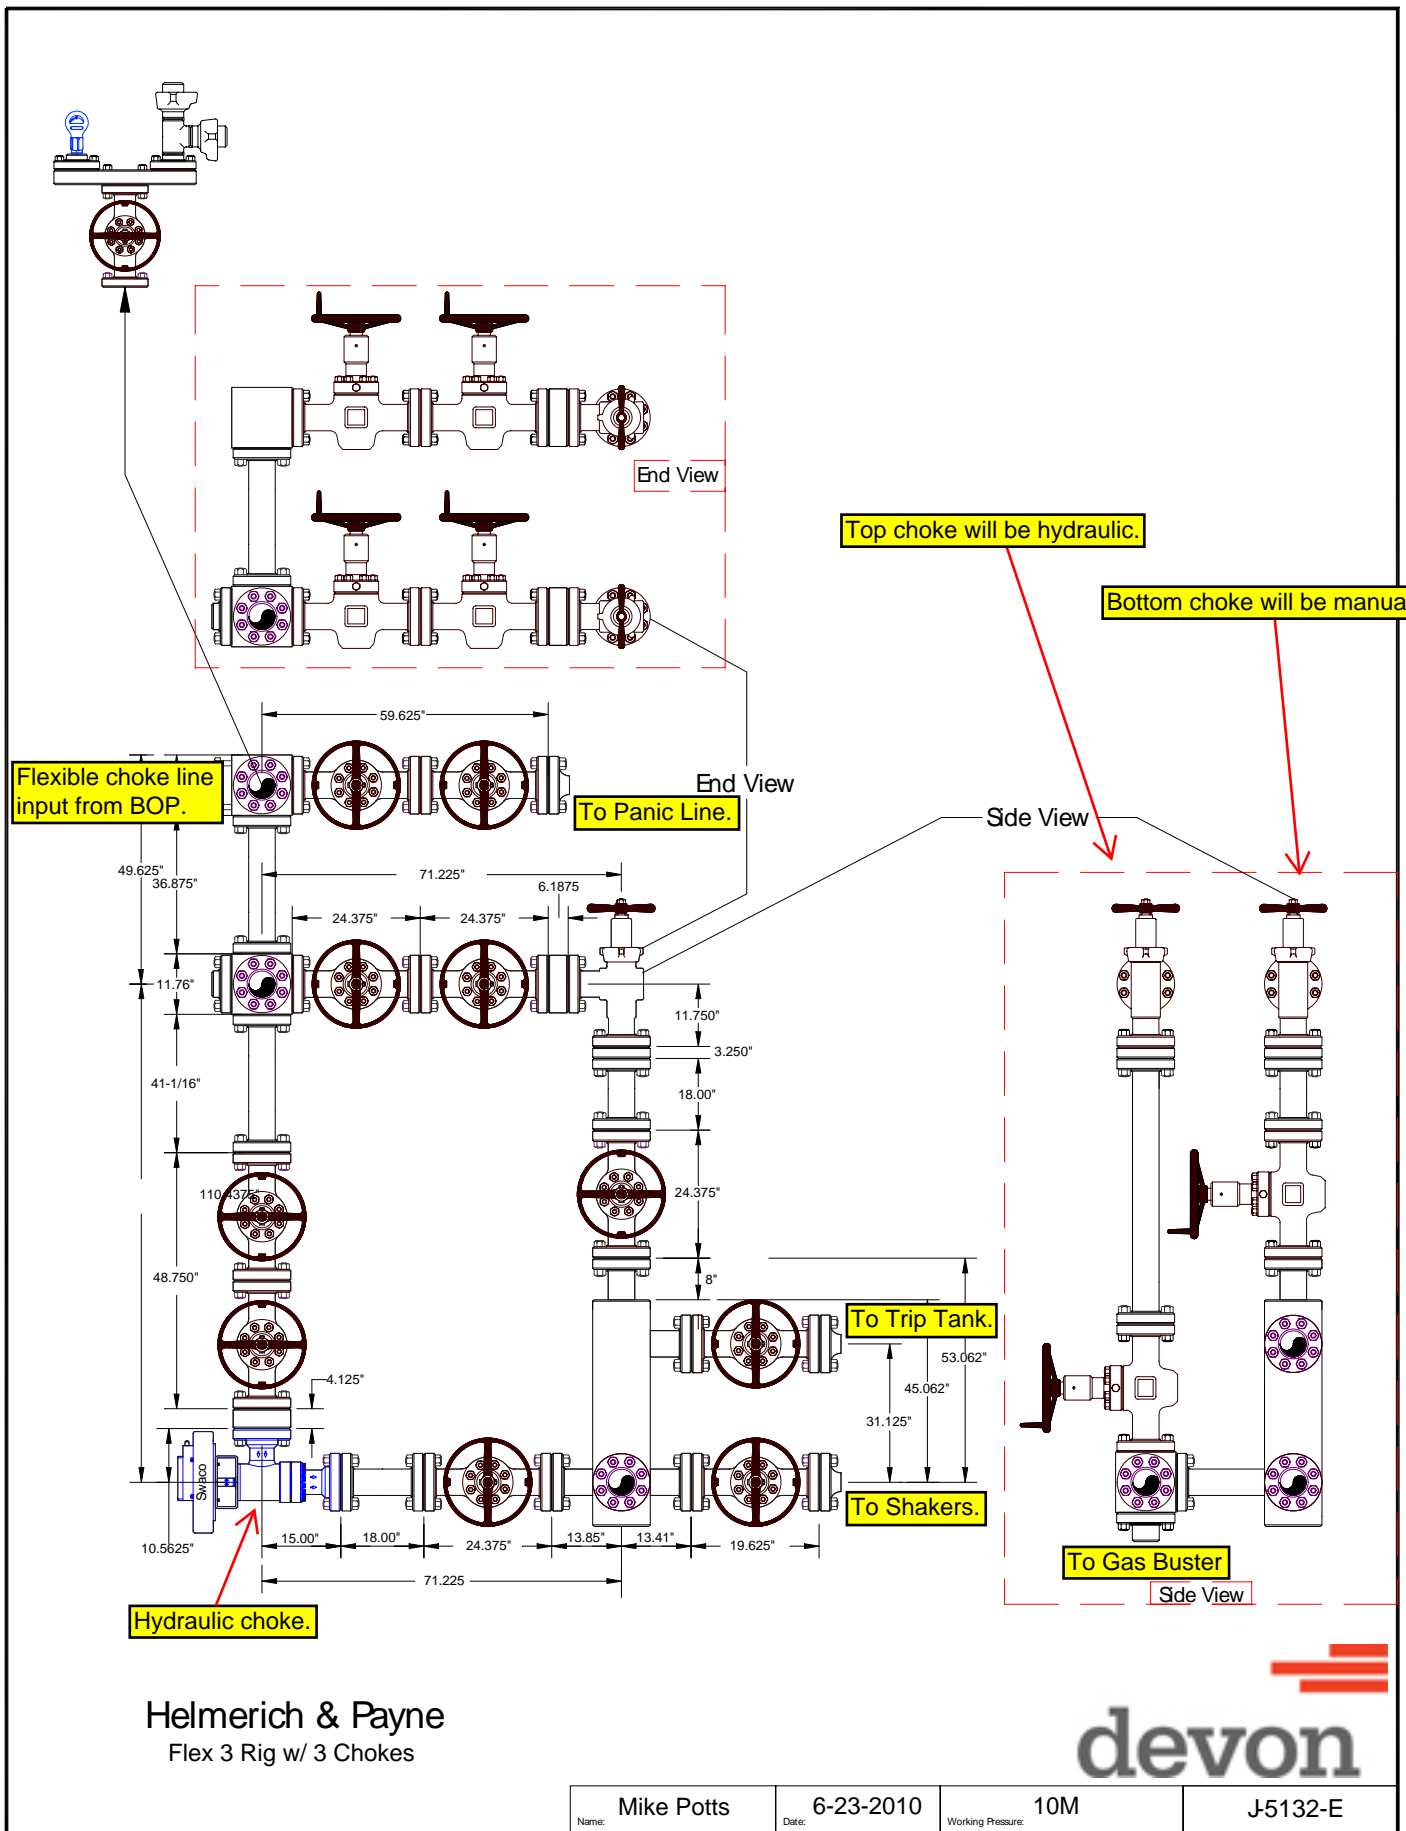 End View
Top choke will be hydraulic.
Bottom choke will be manua
59.625"
Flexible choke line
input from BOP.
To Panic Line.
End View
Side View
49.625"
36.875"
71.225"
6.1875
24.375"
24.375"
11.76"
11.750"
3.250"
41-1/16"
18.00"
110.4375"
24.375"
48.750"
8"
To Trip Tank.
53.062"
4.125"
45.062"
31.125"
Swaco
To Shakers.
10.5625"
15.00"
18.00"
24.375"
13.85"
13.41"
19.625"
71.225
To Gas Buster
Side View
Hydraulic choke.
Helmerich & Payne
Flex 3 Rig w/ 3 Chokes
devon
Name:
Mike Potts
Date:
6-23-2010
Working Pressure:
10M
J-5132-E